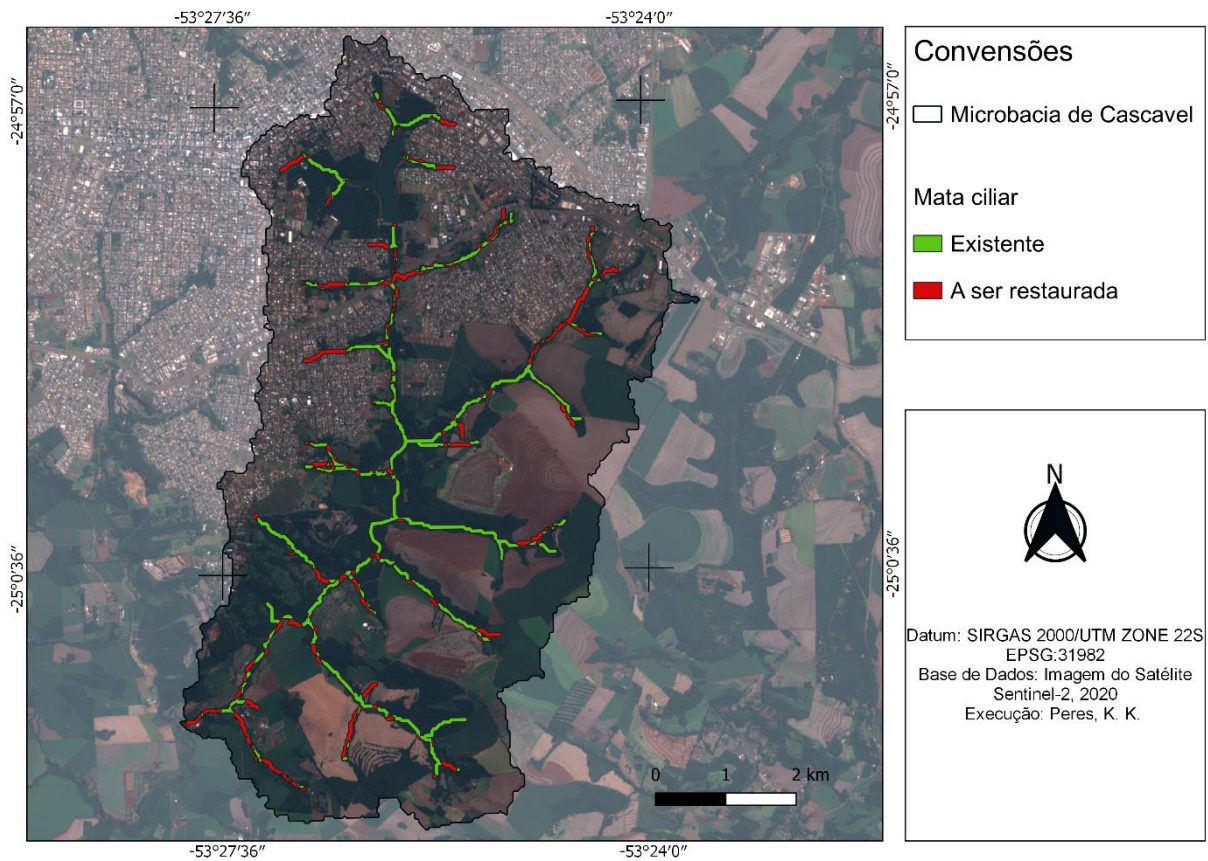 -53°27'36"
-53°24'0"
-24°57'0"
-24°57'0"
-25°0'36"
-25°0'36"
0 1 2 km
-53°27'36"
-53°24'0"
Convensões
Microbacia de Cascavel
Mata ciliar
Existente
A ser restaurada
N
Datum: SIRGAS 2000/UTM ZONE 22S
EPSG:31982
Base de Dados: Imagem do Satélite
Sentinel-2, 2020
Execução: Peres, K. K.